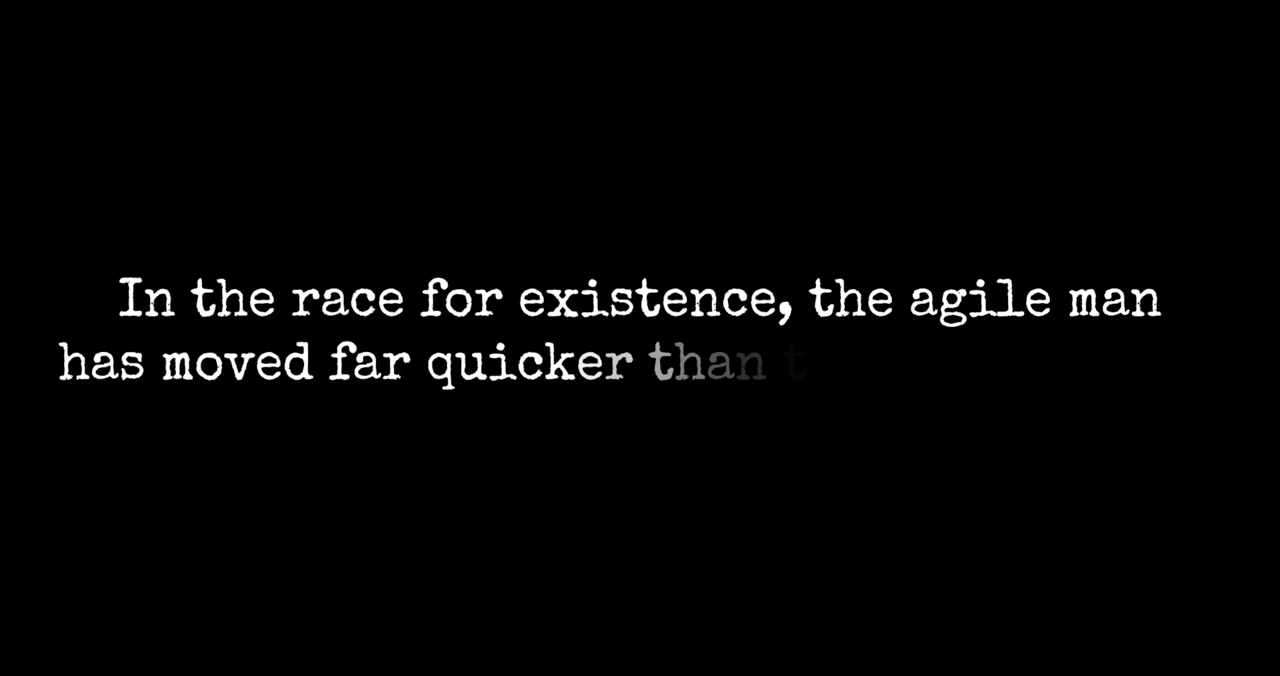 In the race for existence, the agile man
has moved far quicker than t